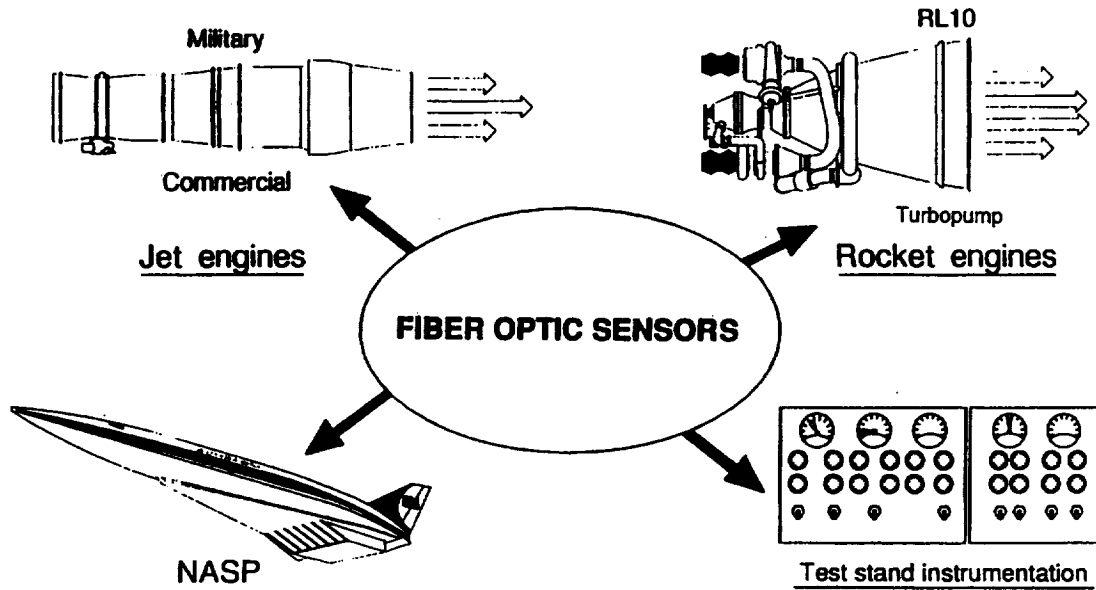 Military
Commercial
Jet engines
RL10
Turbopump
Rocket engines
FIBER OPTIC SENSORS
NASP
Test stand instrumentation